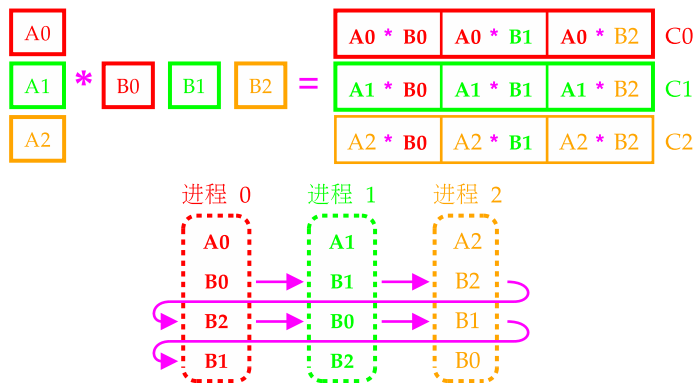 A0 A0 * B0 A0 * B1 A0 * B2 C0
A1 * B0 B1 B2 = A1 * B0 A1 * B1 A1 * B2 C1
A2 A2 * B0 A2 * B1 A2 * B2 C2
进程 0 进程 1 进程 2
A0 A1 A2
B0 B1 B2
B2 B0 B1
B1 B2 B0